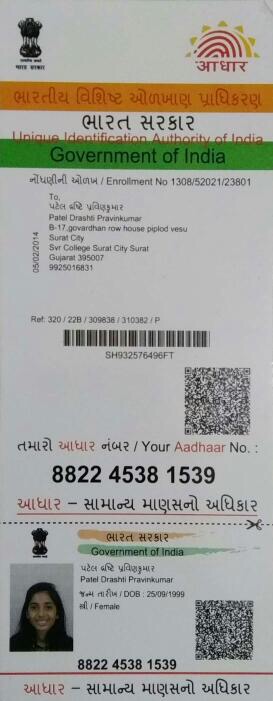 भारत सरकार
આધાર
ભારતીય વિશિષ્ટ ઓળખાણ પ્રાધિકરણ
ભારત સરકાર
Unique Identification Authority of India
Government of India
નોંધણીની ઓળખ / Enrollment No 1308/52021/23801
To,
પટેલ દ્રષ્ટિ પ્રવિણકુમાર
Patel Drashti Pravinkumar
B-17,govardhan row house piplod vesu
Surat City
Svr College Surat City Surat
Gujarat 395007
9925016831
05/02/2014
Ref: 320 / 22B / 309838 / 310382 / P
SH932576496FT
તમારો આધાર નંબર / Your Aadhaar No. :
8822 4538 1539
આધાર – સામાન્ય માણસનો અધિકાર
ભારત સરકાર
Government of India
પટેલ દ્રષ્ટિ પ્રવિણકુમાર
Patel Drashti Pravinkumar
જન્મ તારીખ / DOB : 25/09/1999
સ્ત્રી / Female
8822 4538 1539
આધાર – સામાન્ય માણસનો અધિકાર